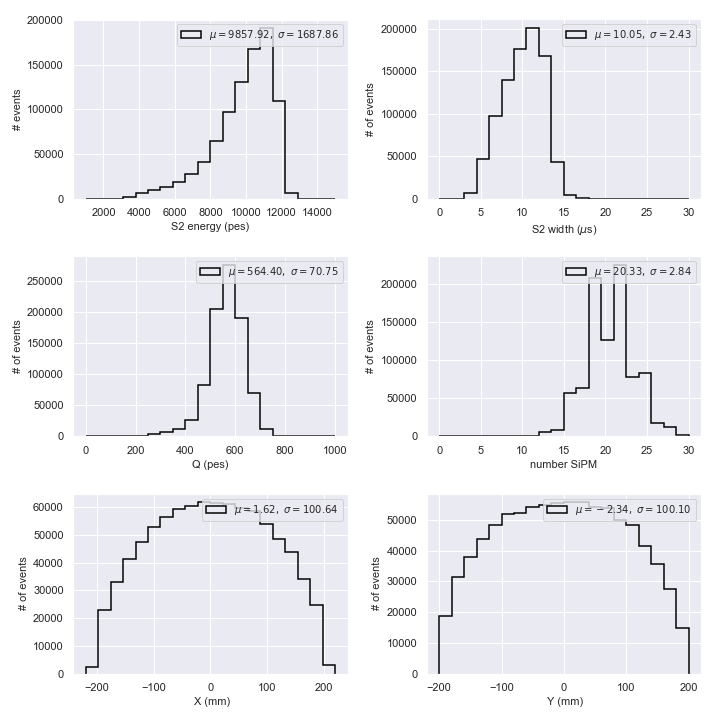 μ = 9857.92, σ = 1687.86
200000
150000
100000
50000
0
# events
2000 4000 6000 8000 10000 12000 14000
S2 energy (pes)
μ = 10.05, σ = 2.43
200000
150000
100000
50000
0
# of events
0 5 10 15 20 25 30
S2 width (μs)
μ = 564.40, σ = 70.75
250000
200000
150000
100000
50000
0
# of events
0 200 400 600 800 1000
Q (pes)
μ = 20.33, σ = 2.84
200000
150000
100000
50000
0
# of events
0 5 10 15 20 25 30
number SiPM
μ = 1.62, σ = 100.64
60000
50000
40000
30000
20000
10000
0
# of events
−200 −100 0 100 200
X (mm)
μ = −2.34, σ = 100.10
50000
40000
30000
20000
10000
0
# of events
−200 −100 0 100 200
Y (mm)